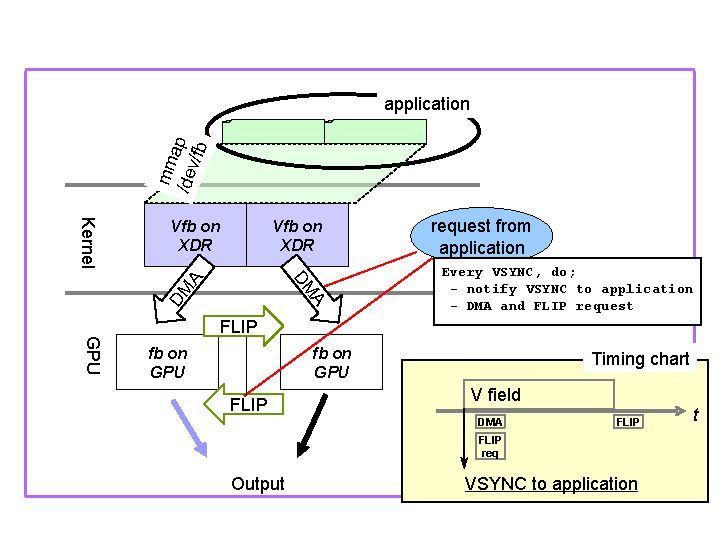 application
mmap
/dev/fb
Kernel
Vfb on
XDR
Vfb on
XDR
request from
application
Every VSYNC, do;
- notify VSYNC to application
- DMA and FLIP request
DMA
DMA
FLIP
GPU
fb on
GPU
fb on
GPU
FLIP
Timing chart
V field
t
DMA
FLIP
FLIP
req
Output
VSYNC to application